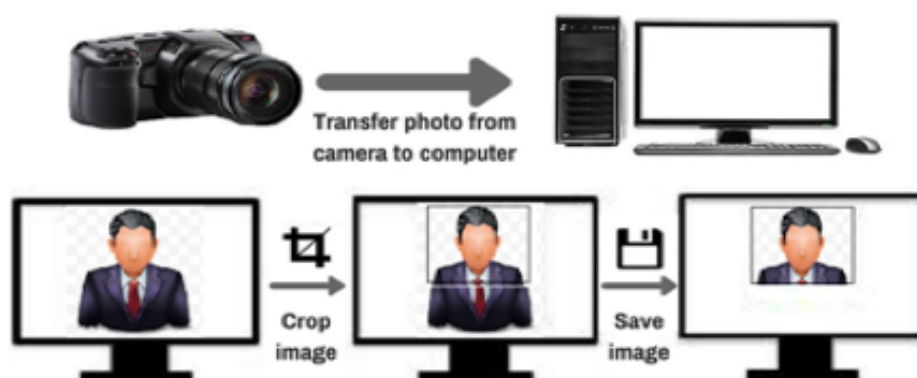 Transfer photo from
camera to computer
Crop
image
Save
image